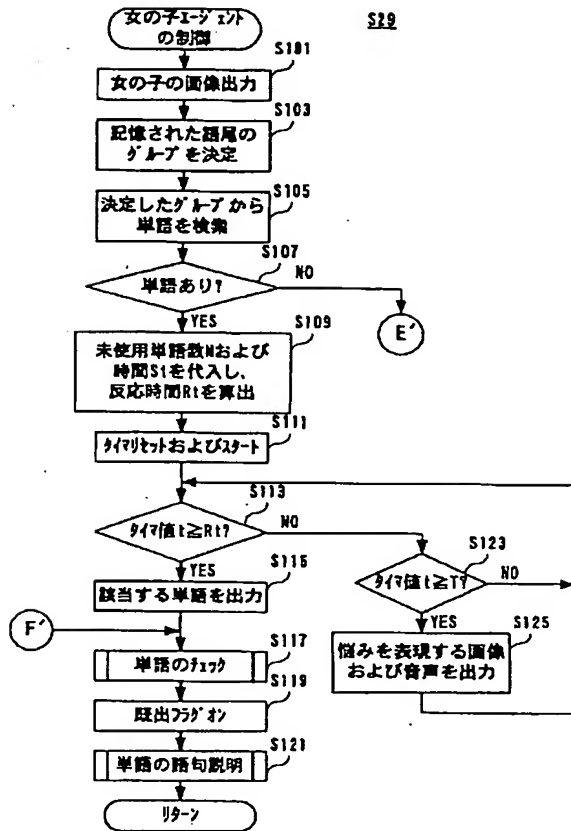 女の子エージェント
の制御
S29
S101
女の子の画像出力
S103
記憶された語尾の
グループを決定
S105
決定したグループから
単語を検索
S107
単語あり?
NO
E'
YES
S109
未使用単語数Nおよび
時間Stを代入し、
反応時間Rtを算出
S111
タイマリセットおよびスタート
S113
タイマ値t≧Rt?
NO
S123
タイマ値t≧T?
NO
YES
S115
該当する単語を出力
YES
S125
悩みを表現する画像
および音声を出力
F'
S117
単語のチェック
S119
既出フラグオン
S121
単語の語句説明
リターン